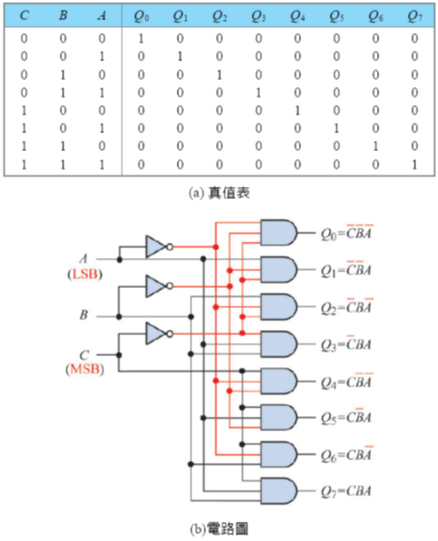 C B A Q₀ Q₁ Q₂ Q₃ Q₄ Q₅ Q₆ Q₇
0 0 0 1 0 0 0 0 0 0 0
0 0 1 0 1 0 0 0 0 0 0
0 1 0 0 0 1 0 0 0 0 0
0 1 1 0 0 0 1 0 0 0 0
1 0 0 0 0 0 0 1 0 0 0
1 0 1 0 0 0 0 0 1 0 0
1 1 0 0 0 0 0 0 0 1 0
1 1 1 0 0 0 0 0 0 0 1
(a) 真值表
A
(LSB)
B
C
(MSB)
Q₀=C̅B̅A̅
Q₁=C̅B̅A
Q₂=C̅BA̅
Q₃=C̅BA
Q₄=CB̅A̅
Q₅=CB̅A
Q₆=CBA̅
Q₇=CBA
(b)電路圖